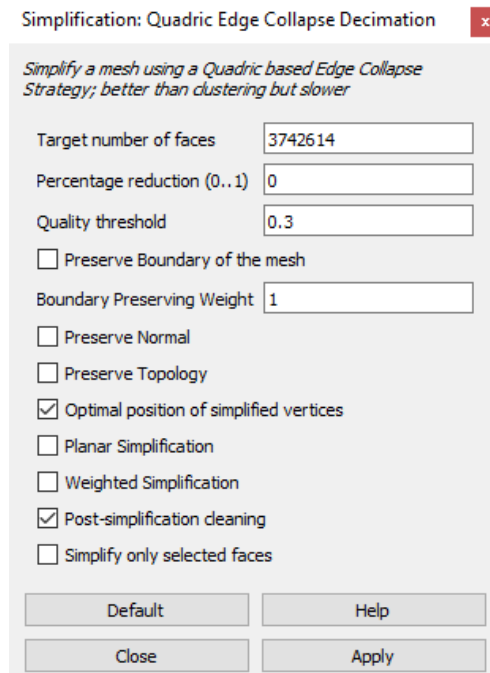 Simplification: Quadric Edge Collapse Decimation
x
Simplify a mesh using a Quadric based Edge Collapse
Strategy; better than clustering but slower
Target number of faces 3742614
Percentage reduction (0..1) 0
Quality threshold 0.3
Preserve Boundary of the mesh
Boundary Preserving Weight 1
Preserve Normal
Preserve Topology
Optimal position of simplified vertices
Planar Simplification
Weighted Simplification
Post-simplification cleaning
Simplify only selected faces
Default Help
Close Apply